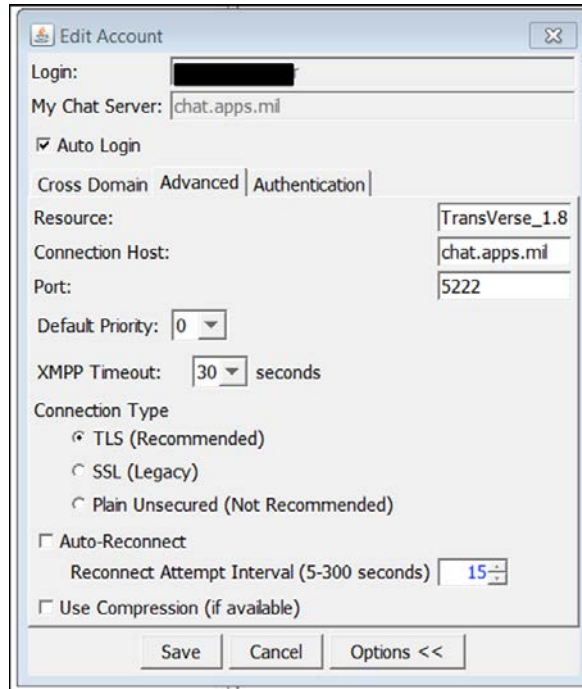 Edit Account
Login:
My Chat Server: chat.apps.mil
Auto Login
Cross Domain Advanced Authentication
Resource: TransVerse_1.8
Connection Host: chat.apps.mil
Port: 5222
Default Priority: 0
XMPP Timeout: 30 seconds
Connection Type
TLS (Recommended)
SSL (Legacy)
Plain Unsecured (Not Recommended)
Auto-Reconnect
Reconnect Attempt Interval (5-300 seconds) 15
Use Compression (if available)
Save Cancel Options <<